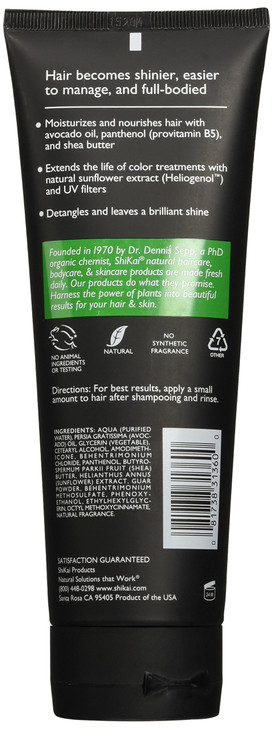 Hair becomes shinier, easier
to manage, and full-bodied
• Moisturizes and nourishes hair with
avocado oil, panthenol (provitamin B5),
and shea butter
• Extends the life of color treatments with
natural sunflower extract (Heliogenol™)
and UV filters
• Detangles and leaves a brilliant shine
Founded in 1970 by Dr. Dennis Sepp PhD
organic chemist, ShiKai® natural haircare,
bodycare, & skincare products are made fresh
daily. Our products do what they promise.
Harness the power of plants into beautiful
results for your hair & skin.
NO ANIMAL
INGREDIENTS
OR TESTING
NATURAL
NO
SYNTHETIC
FRAGRANCE
7
OTHER
Directions: For best results, apply a small
amount to hair after shampooing and rinse.
INGREDIENTS: AQUA (PURIFIED
WATER), PERSA GRATISSIMA (AVOC-
ADO) OIL, GLYCERIN (VEGETABLE),
CETEARYL ALCOHOL, AMODIMETH-
ICONE, BEHENTRIMONIUM
CHLORIDE, PANTHENOL, BUTYRO-
SPERMUM PARKII FRUIT (SHEA)
BUTTER, HELIANTHUS ANNUUS
(SUNFLOWER) EXTRACT, GUAR
POWDER, BEHENTRIMONIUM
METHOSULFATE, PHENOXY-
ETHANOL, ETHYLHEXYLGLYC-
ERIN, OCTYL METHOXYCINNAMATE,
NATURAL FRAGRANCE.
0 81738 31360 0
SATISFACTION GUARANTEED
ShiKai Products
Natural Solutions that Work®
(800) 448-0298 www.shikai.com
Santa Rosa CA 95405 Product of the USA